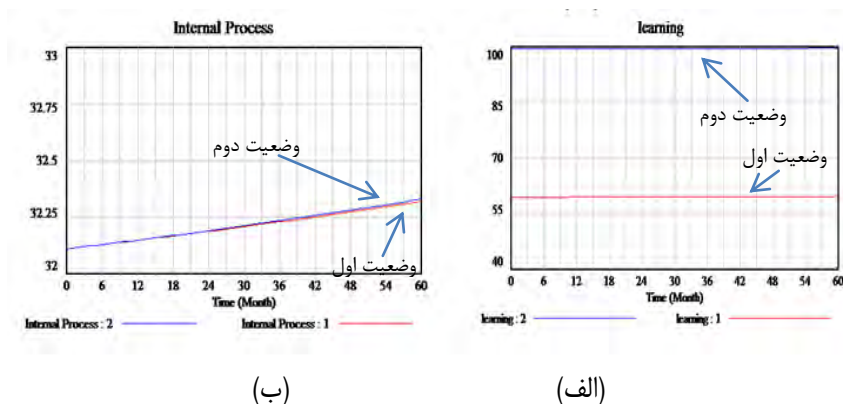 Internal Process
33
32.75
32.5
32.25
32
وضعیت دوم
وضعیت اول
0 6 12 18 24 30 36 42 48 54 60
Time (Month)
Internal Process : 2
Internal Process : 1
(ب)
learning
100
85
70
55
40
وضعیت دوم
وضعیت اول
0 6 12 18 24 30 36 42 48 54 60
Time (Month)
learning : 2
learning : 1
(الف)